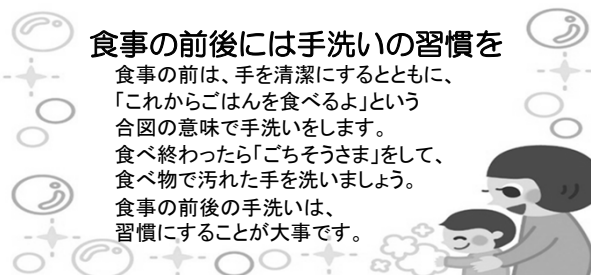 食事の前後には手洗いの習慣を
食事の前は、手を清潔にするとともに、
「これからごはんを食べるよ」という
合図の意味で手洗いをします。
食べ終わったら「ごちそうさま」をして、
食べ物で汚れた手を洗いましょう。
食事の前後の手洗いは、
習慣にすることが大事です。